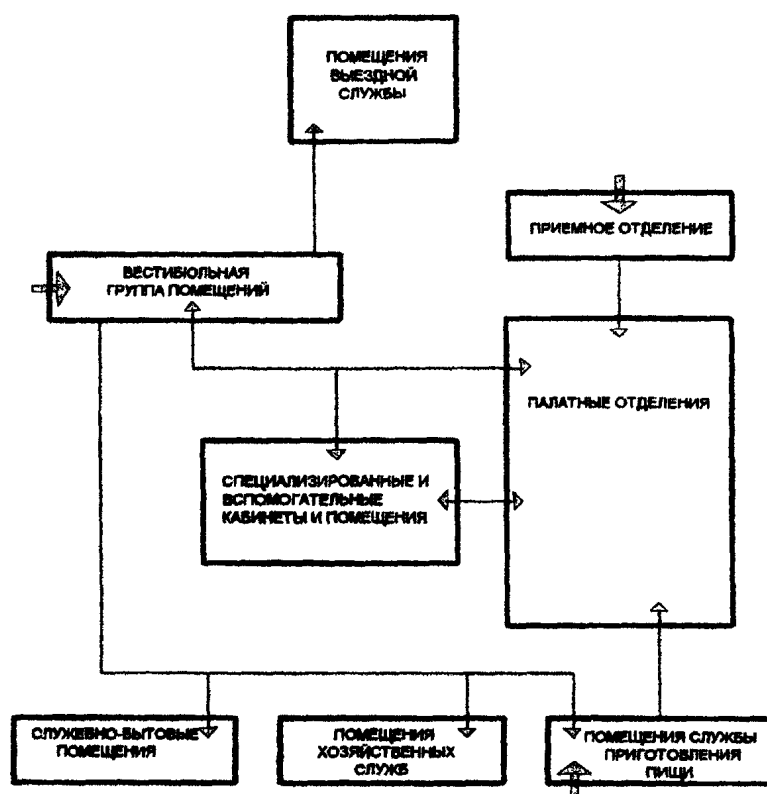 ПОМЕЩЕНИЯ
ВЫЕЗДНОЙ
СЛУЖБЫ
ПРИЕМНОЕ ОТДЕЛЕНИЕ
ВЕСТИБЮЛЬНАЯ
ГРУППА ПОМЕЩЕНИЙ
ПАЛАТНЫЕ ОТДЕЛЕНИЯ
СПЕЦИАЛИЗИРОВАННЫЕ И
ВСПОМОГАТЕЛЬНЫЕ
КАБИНЕТЫ И ПОМЕЩЕНИЯ
СЛУЖЕБНО-БЫТОВЫЕ
ПОМЕЩЕНИЯ
ПОМЕЩЕНИЯ
ХОЗЯЙСТВЕННЫХ
СЛУЖБ
ПОМЕЩЕНИЯ СЛУЖБЫ
ПРИГОТОВЛЕНИЯ
ПИЩИ